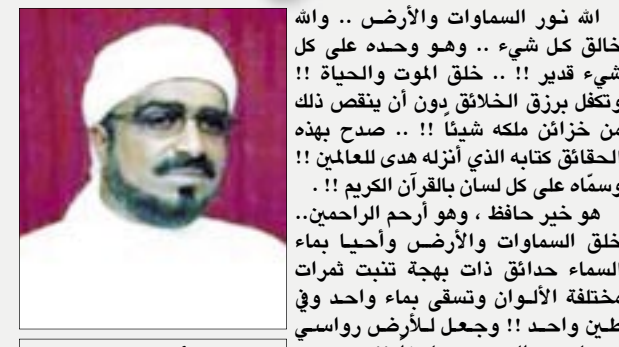 الله نور السماوات والأرض .. والله
خالق كل شيء .. وهو وحده على كل
شيء قدير !! .. خلق الموت والحياة !!
وتكفل برزق الخلائق دون أن ينقص ذلك
من خزائن ملكه شيئاً !! .. صدح بهذه
الحقائق كتابه الذي أنزله هدى للعالمين !!
وسمّاه على كل لسان بالقرآن الكريم !! .
هو خير حافظ ، وهو أرحم الراحمين..
خلق السماوات والأرض وأحيا بماء
السماء حدائق ذات بهجة تنبت ثمرات
مختلفة الألوان وتسقى بماء واحد وفي
طين واحد !! وجعل للأرض رواسي